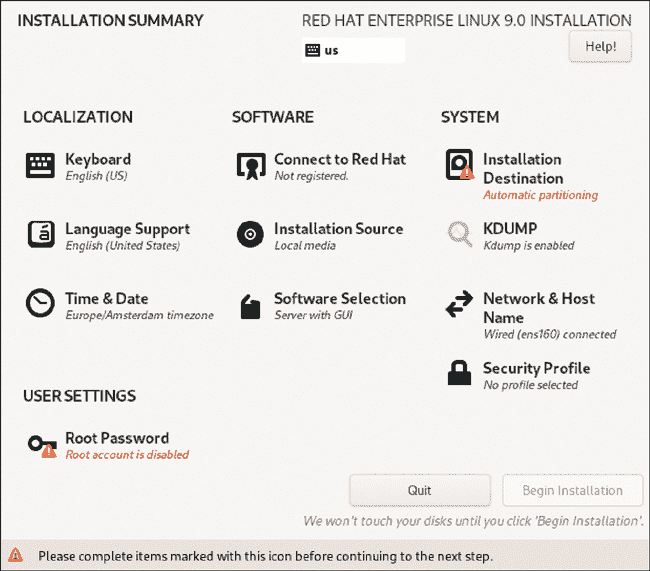 INSTALLATION SUMMARY
RED HAT ENTERPRISE LINUX 9.0 INSTALLATION
us
Help!
LOCALIZATION
Keyboard
English (US)
Language Support
English (United States)
Time & Date
Europe/Amsterdam timezone
SOFTWARE
Connect to Red Hat
Not registered.
Installation Source
Local media
Software Selection
Server with GUI
SYSTEM
Installation
Destination
Automatic partitioning
KDUMP
Kdump is enabled
Network & Host
Name
Wired (ens160) connected
Security Profile
No profile selected
USER SETTINGS
Root Password
Root account is disabled
Quit
Begin Installation
We won't touch your disks until you click 'Begin Installation'.
Please complete items marked with this icon before continuing to the next step.